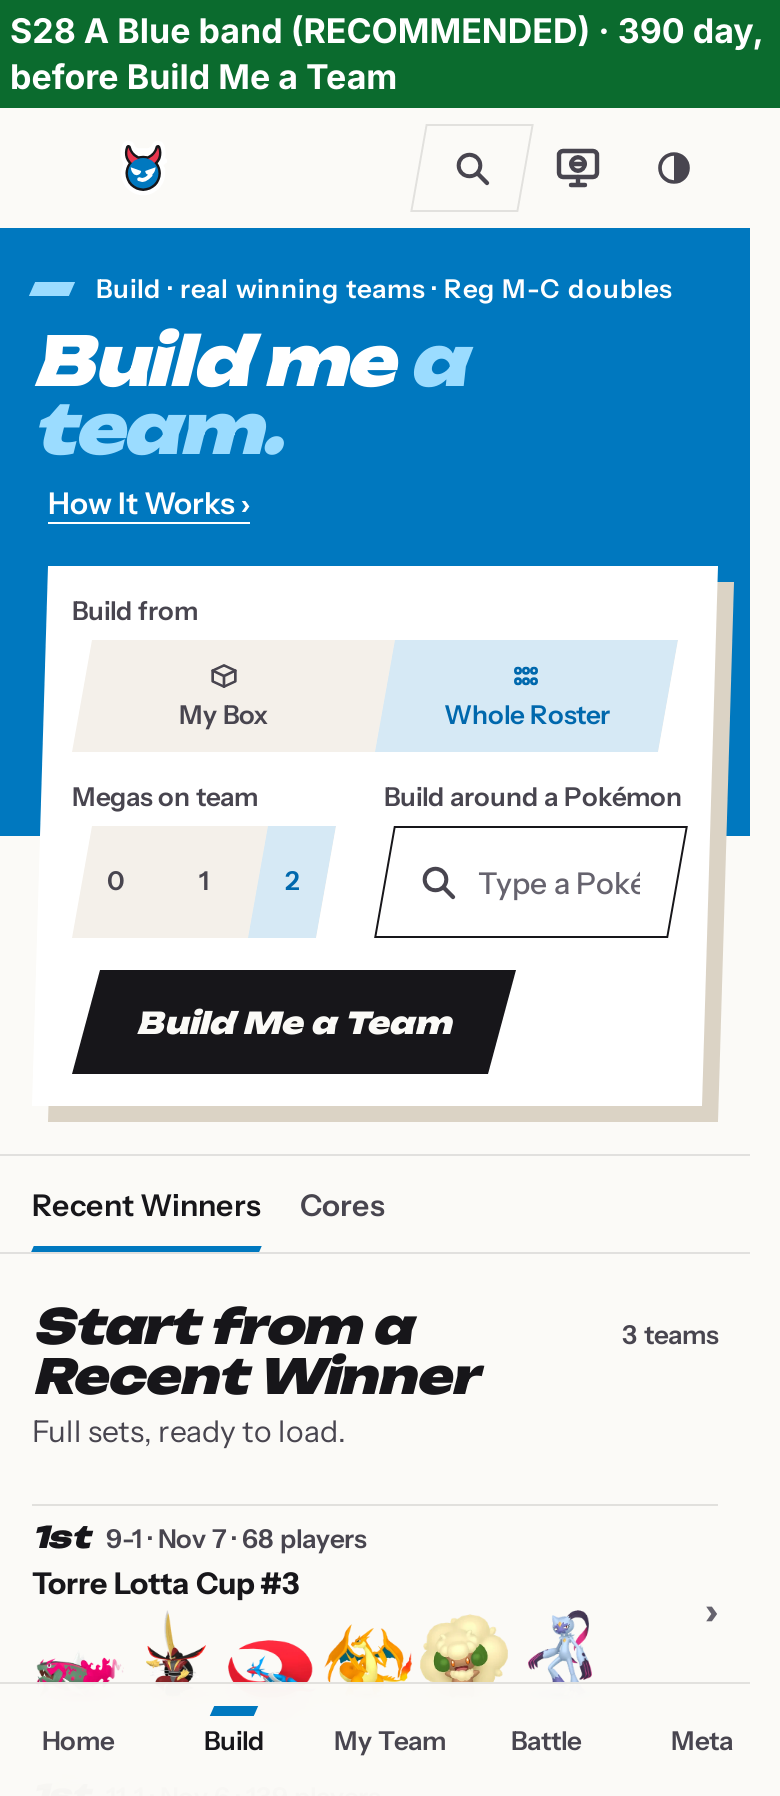 S28 A Blue band (RECOMMENDED) · 390 day,
before Build Me a Team
Build · real winning teams · Reg M-C doubles
Build me a
team.
How It Works ›
Build from
My Box
Whole Roster
Megas on team
Build around a Pokémon
0
1
2
Type a Poké
Build Me a Team
Recent Winners
Cores
Start from a
Recent Winner
3 teams
Full sets, ready to load.
1st 9-1 · Nov 7 · 68 players
Torre Lotta Cup #3
›
Home
Build
My Team
Battle
Meta